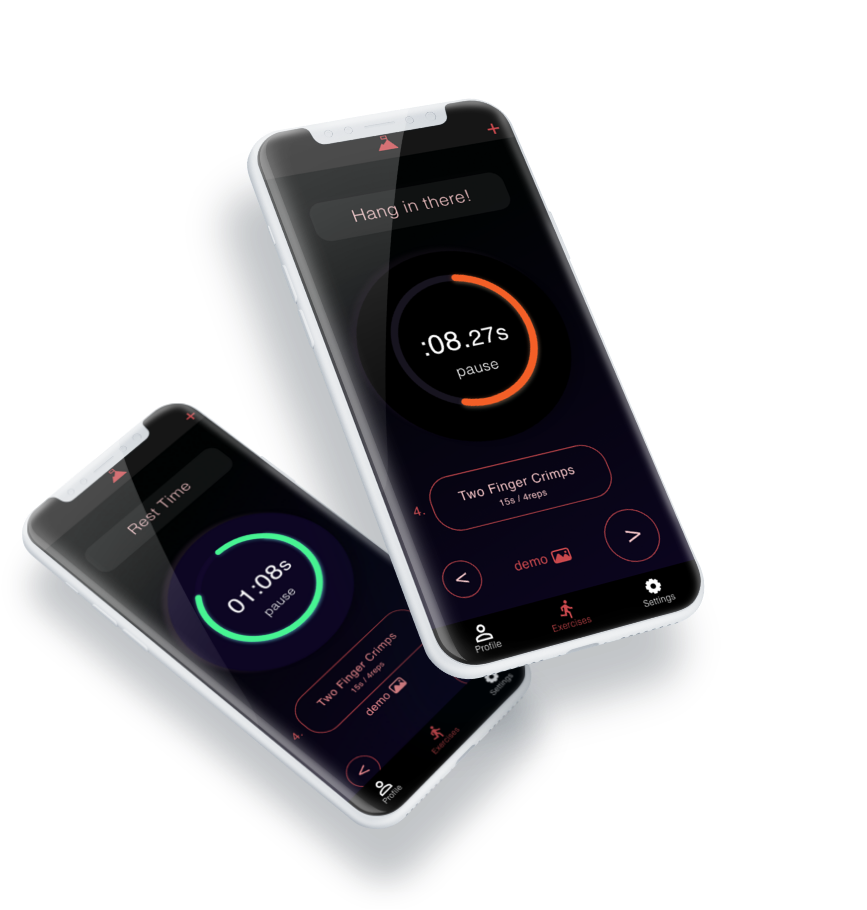 +
Hang in there!
:08.27s
pause
4.
Two Finger Crimps
15s / 4reps
<
demo
>
Profile
Exercises
Settings
+
Rest Time
01:08s
pause
4.
Two Finger Crimps
15s / 4reps
demo
<
Profile
Exercises
Settings